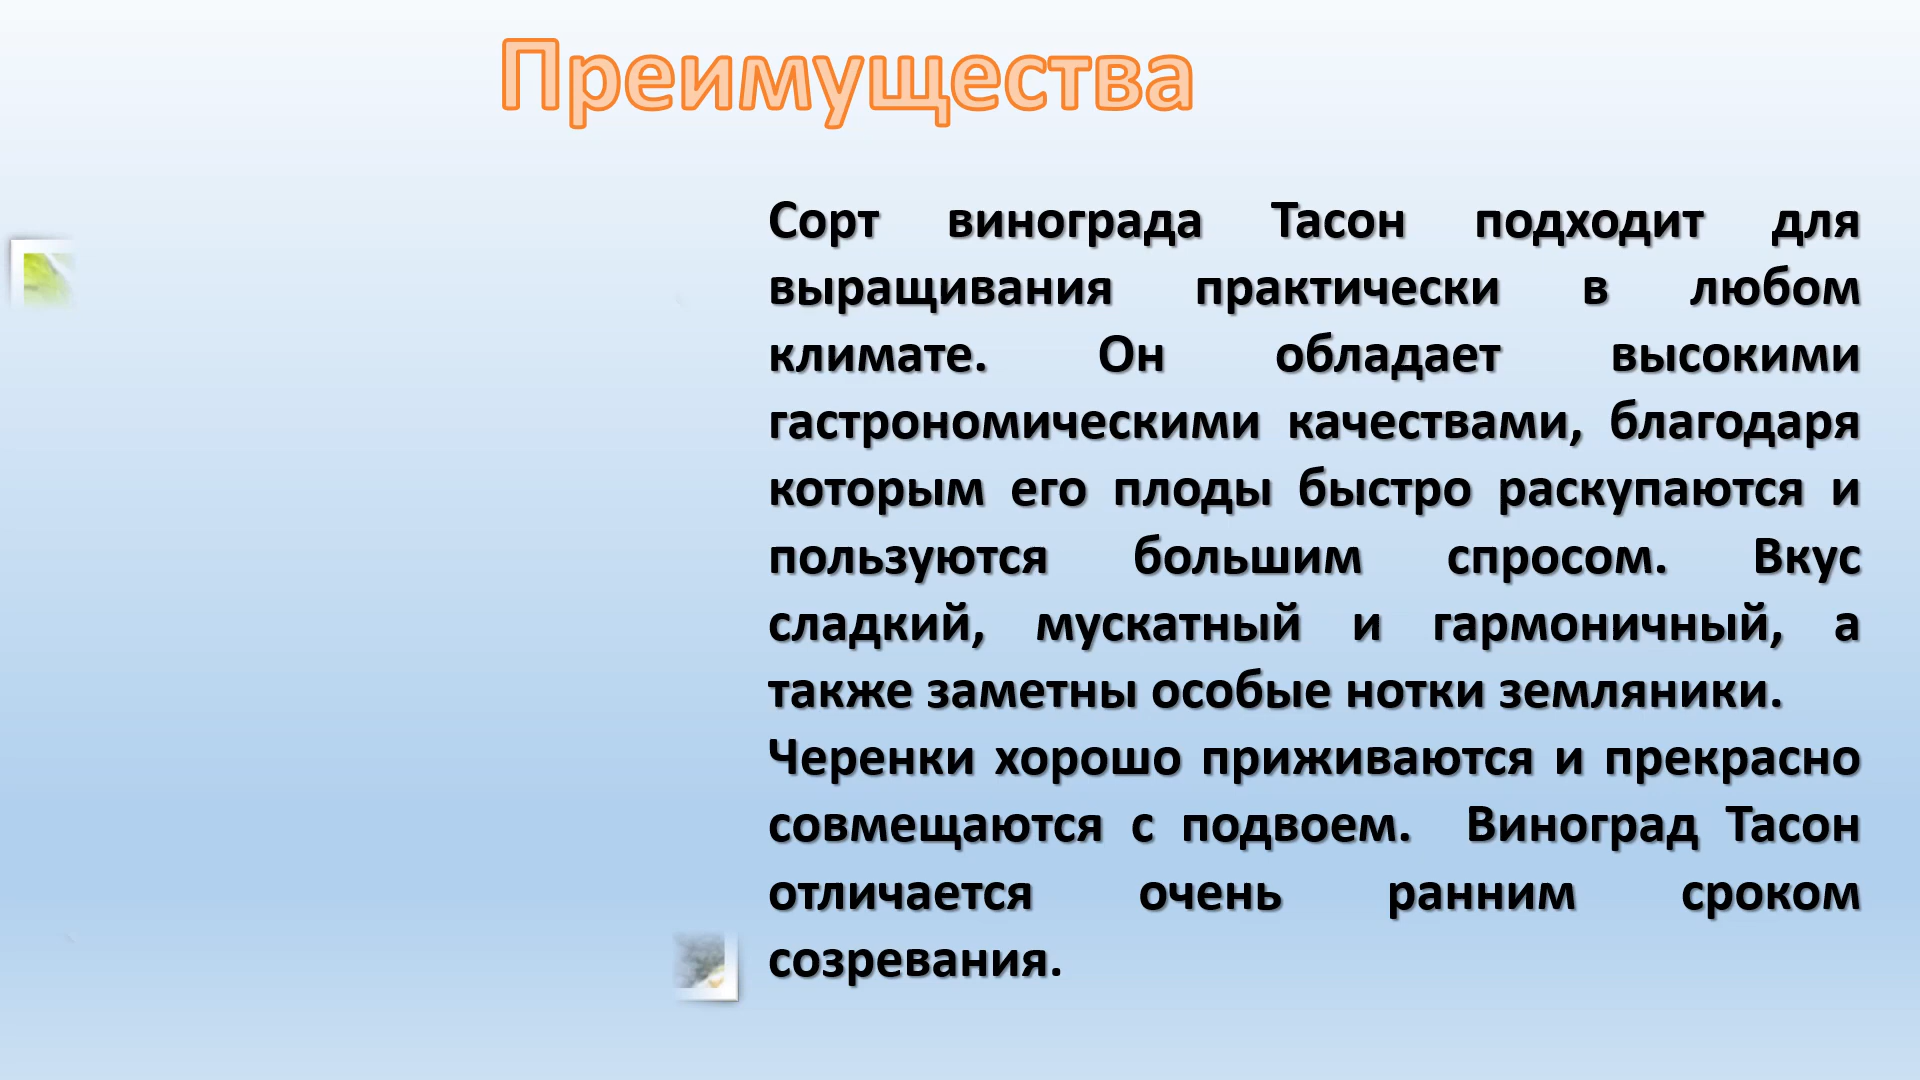 Преимущества
Сорт винограда Тасон подходит для
выращивания практически в любом
климате. Он обладает высокими
гастрономическими качествами, благодаря
которым его плоды быстро раскупаются и
пользуются большим спросом. Вкус
сладкий, мускатный и гармоничный, а
также заметны особые нотки земляники.
Черенки хорошо приживаются и прекрасно
совмещаются с подвоем. Виноград Тасон
отличается очень ранним сроком
созревания.